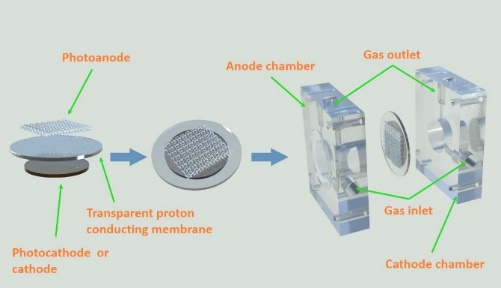 Photoanode
Anode chamber
Gas outlet
Transparent proton
conducting membrane
Photocathode or
cathode
Gas inlet
Cathode chamber